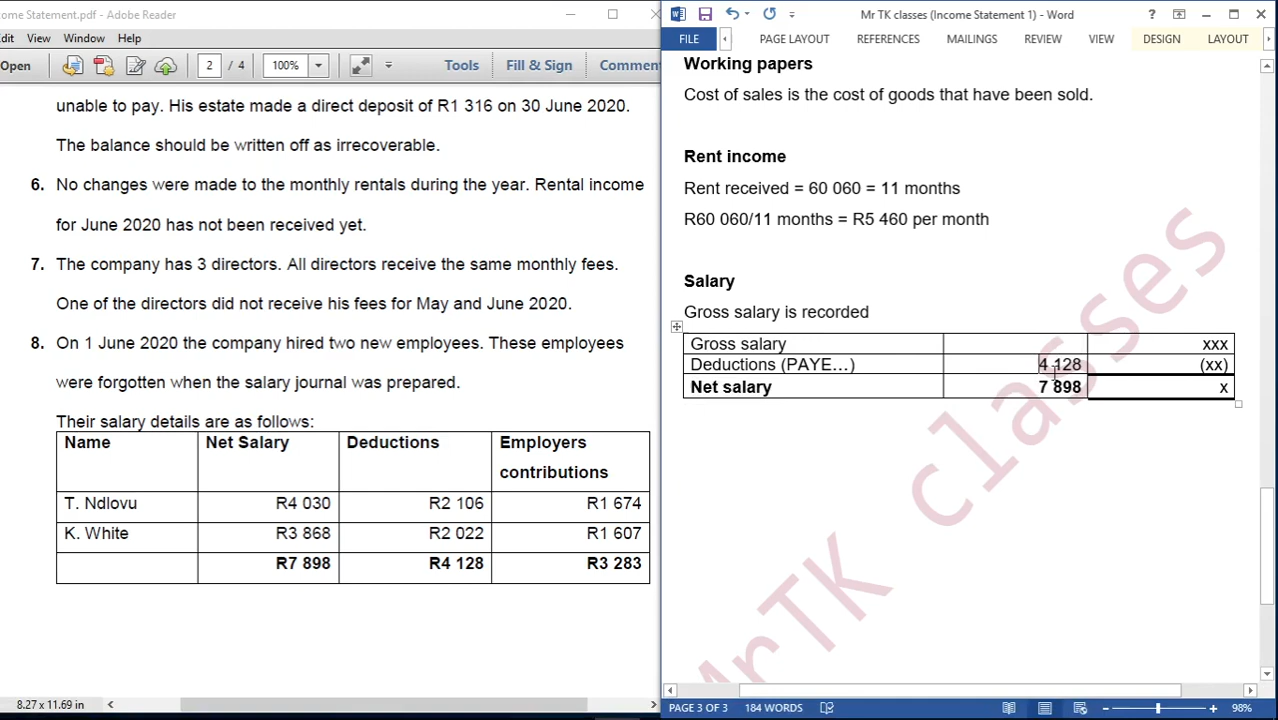 ome Statement.pdf - Adobe Reader
dit View Window Help
Open 2 / 4 100% Tools Fill & Sign Comment
unable to pay. His estate made a direct deposit of R1 316 on 30 June 2020.
The balance should be written off as irrecoverable.
6. No changes were made to the monthly rentals during the year. Rental income
for June 2020 has not been received yet.
7. The company has 3 directors. All directors receive the same monthly fees.
One of the directors did not receive his fees for May and June 2020.
8. On 1 June 2020 the company hired two new employees. These employees
were forgotten when the salary journal was prepared.
Their salary details are as follows:
Name Net Salary Deductions Employers
contributions
T. Ndlovu R4 030 R2 106 R1 674
K. White R3 868 R2 022 R1 607
R7 898 R4 128 R3 283
8.27 x 11.69 in
Mr TK classes (Income Statement 1) - Word
FILE PAGE LAYOUT REFERENCES MAILINGS REVIEW VIEW DESIGN LAYOUT
Working papers
Cost of sales is the cost of goods that have been sold.
Rent income
Rent received = 60 060 = 11 months
R60 060/11 months = R5 460 per month
Salary
Gross salary is recorded
Gross salary xxx
Deductions (PAYE…) 4 128 (xx)
Net salary 7 898 x
MrTK classes
PAGE 3 OF 3 184 WORDS 98%